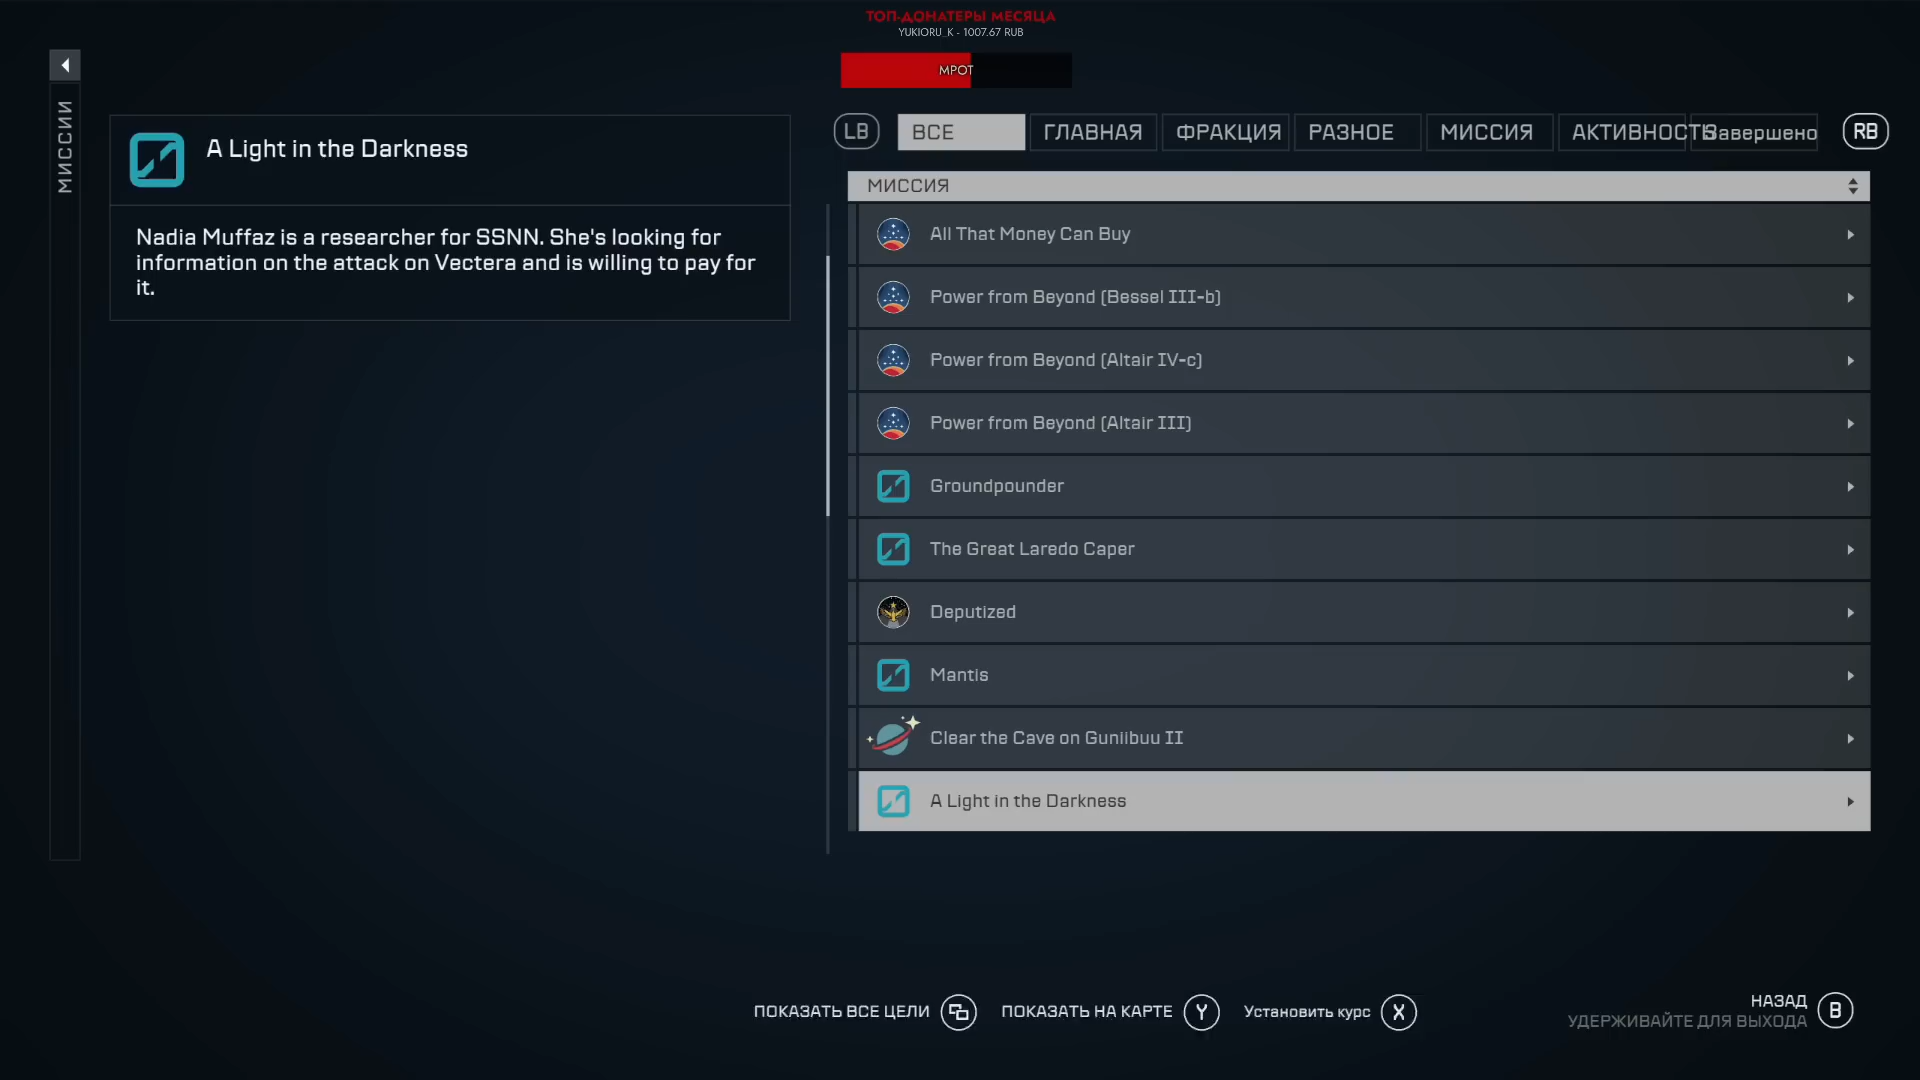 ТОП-ДОНАТЕРЫ МЕСЯЦА
YUKIORU_K - 1007.67 RUB
МРОТ
МИССИИ
A Light in the Darkness
Nadia Muffaz is a researcher for SSNN. She's looking for
information on the attack on Vectera and is willing to pay for
it.
LB
ВСЕ
ГЛАВНАЯ
ФРАКЦИЯ
РАЗНОЕ
МИССИЯ
АКТИВНОСТЬ
Завершено
RB
МИССИЯ
All That Money Can Buy
Power from Beyond (Bessel III-b)
Power from Beyond (Altair IV-c)
Power from Beyond (Altair III)
Groundpounder
The Great Laredo Caper
Deputized
Mantis
Clear the Cave on Guniibuu II
A Light in the Darkness
ПОКАЗАТЬ ВСЕ ЦЕЛИ
ПОКАЗАТЬ НА КАРТЕ Y
Установить курс X
НАЗАД B
УДЕРЖИВАЙТЕ ДЛЯ ВЫХОДА